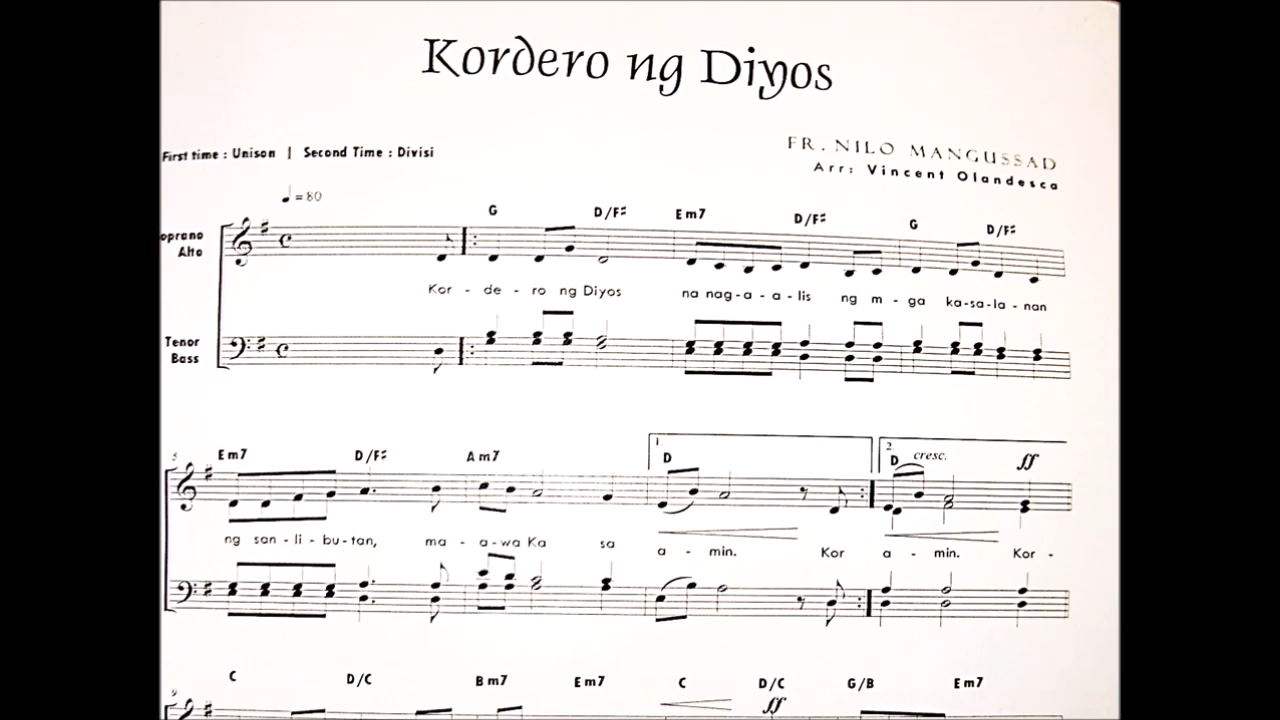 Kordero ng Diyos
FR. NILO MANGUSSAD
Arr: Vincent Olandesca
First time : Unison | Second Time : Divisi
♩ = 80
G D/F♯ Em7 D/F♯ G D/F♯
oprano
Alto
Kor - de - ro ng Diyos na nag-a-a-lis ng m-ga ka-sa-la-nan
Tenor
Bass
1 2.
5 Em7 D/F♯ Am7 D D cresc. ff
ng san-li-bu-tan, ma-a-wa Ka sa a-min. Kor a-min. Kor-
9 C D/C Bm7 Em7 C D/C G/B Em7
ff